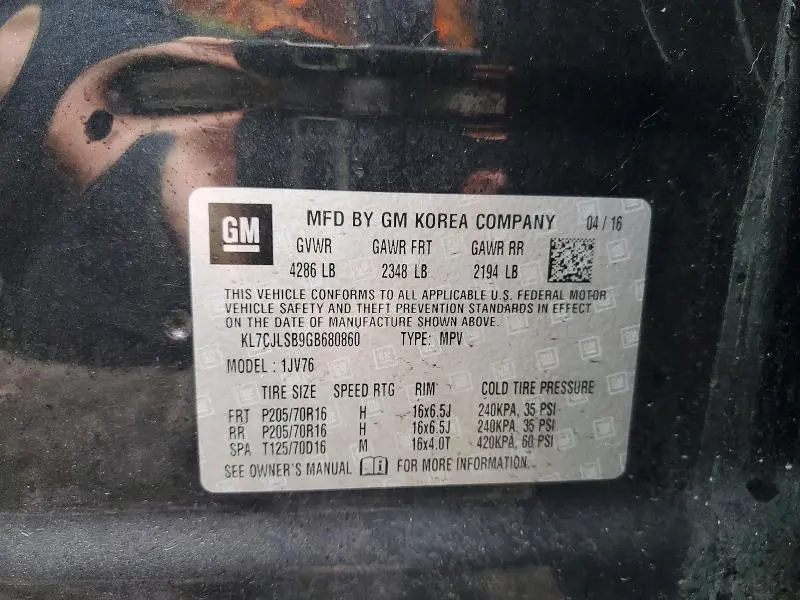 GM
MFD BY GM KOREA COMPANY 04 / 16
GVWR GAWR FRT GAWR RR
4286 LB 2348 LB 2194 LB
THIS VEHICLE CONFORMS TO ALL APPLICABLE U.S. FEDERAL MOTOR
VEHICLE SAFETY AND THEFT PREVENTION STANDARDS IN EFFECT
ON THE DATE OF MANUFACTURE SHOWN ABOVE.
KL7CJLSB9GB680860 TYPE: MPV
MODEL : 1JV76
TIRE SIZE SPEED RTG RIM COLD TIRE PRESSURE
FRT P205/70R16 H 16x6.5J 240KPA, 35 PSI
RR P205/70R16 H 16x6.5J 240KPA, 35 PSI
SPA T125/70D16 M 16x4.0T 420KPA, 60 PSI
SEE OWNER'S MANUAL FOR MORE INFORMATION.